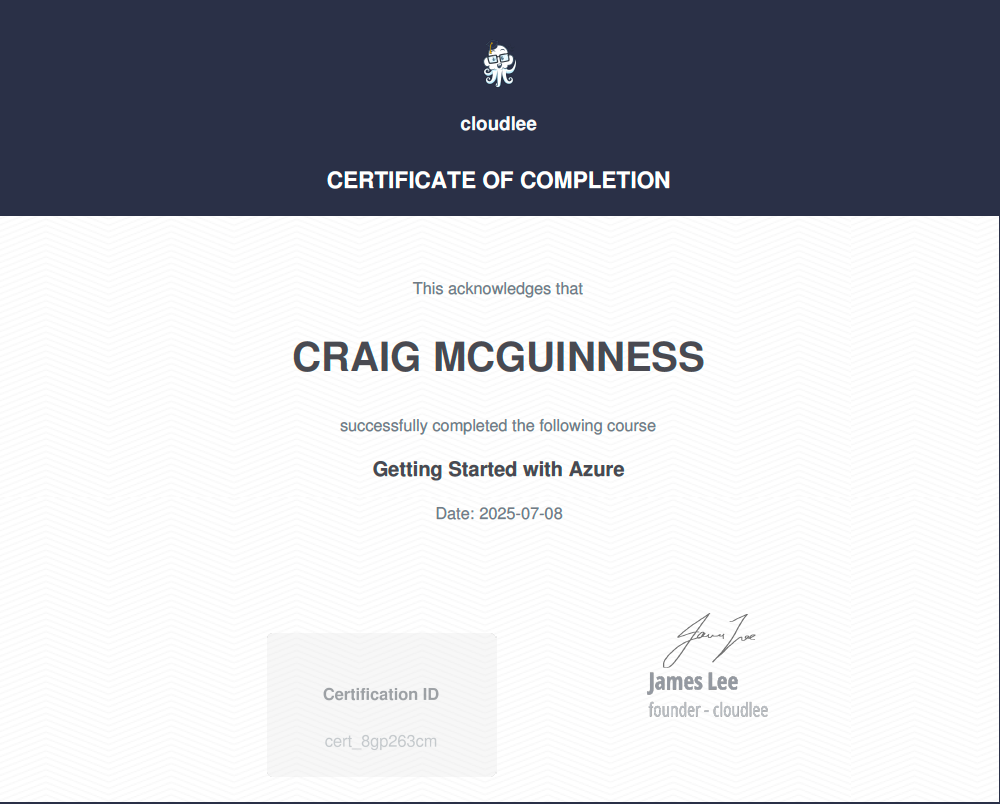 cloudlee
CERTIFICATE OF COMPLETION
This acknowledges that
CRAIG MCGUINNESS
successfully completed the following course
Getting Started with Azure
Date: 2025-07-08
James Lee
James Lee
founder - cloudlee
Certification ID
cert_8gp263cm